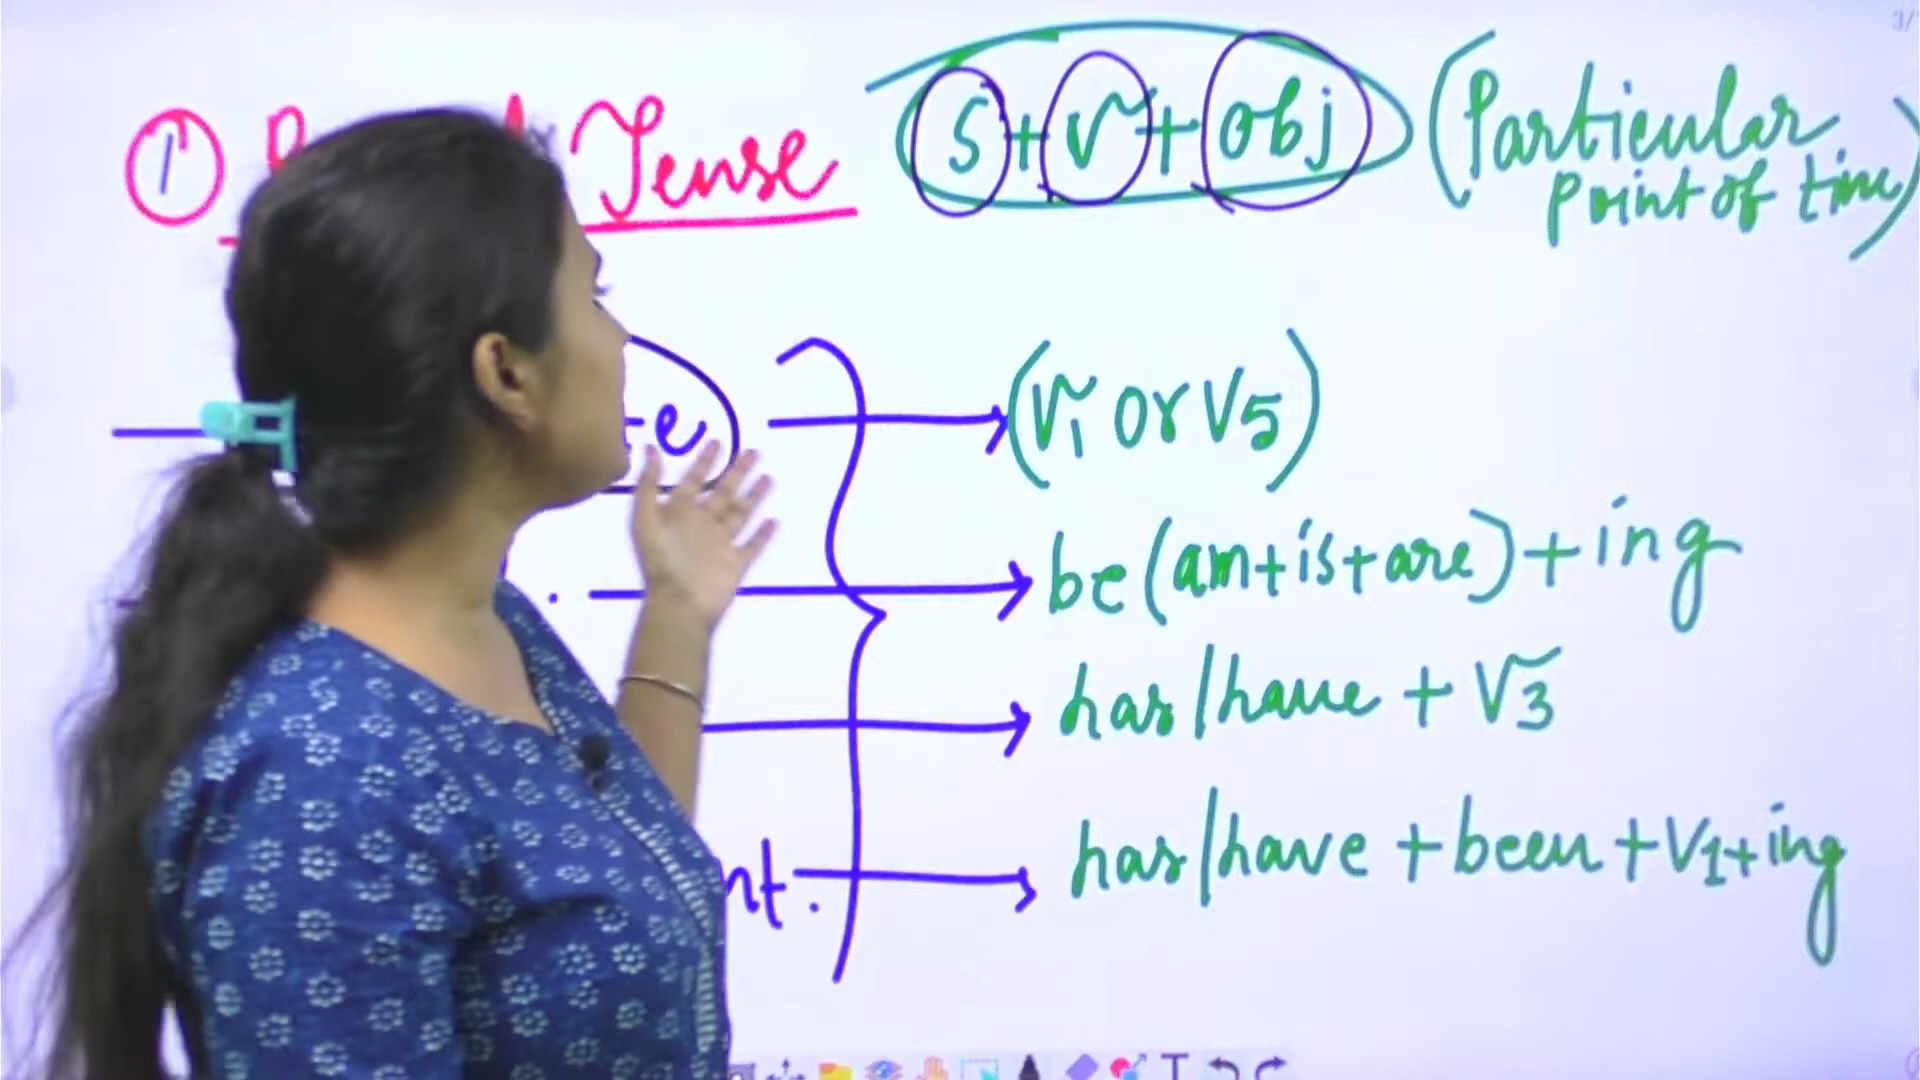 ① Tense S+V+obj (Particular
point of time)
(V1 or V5)
be(am+is+are)+ing
has/have + V3
has/have +been +V1+ing
nt.